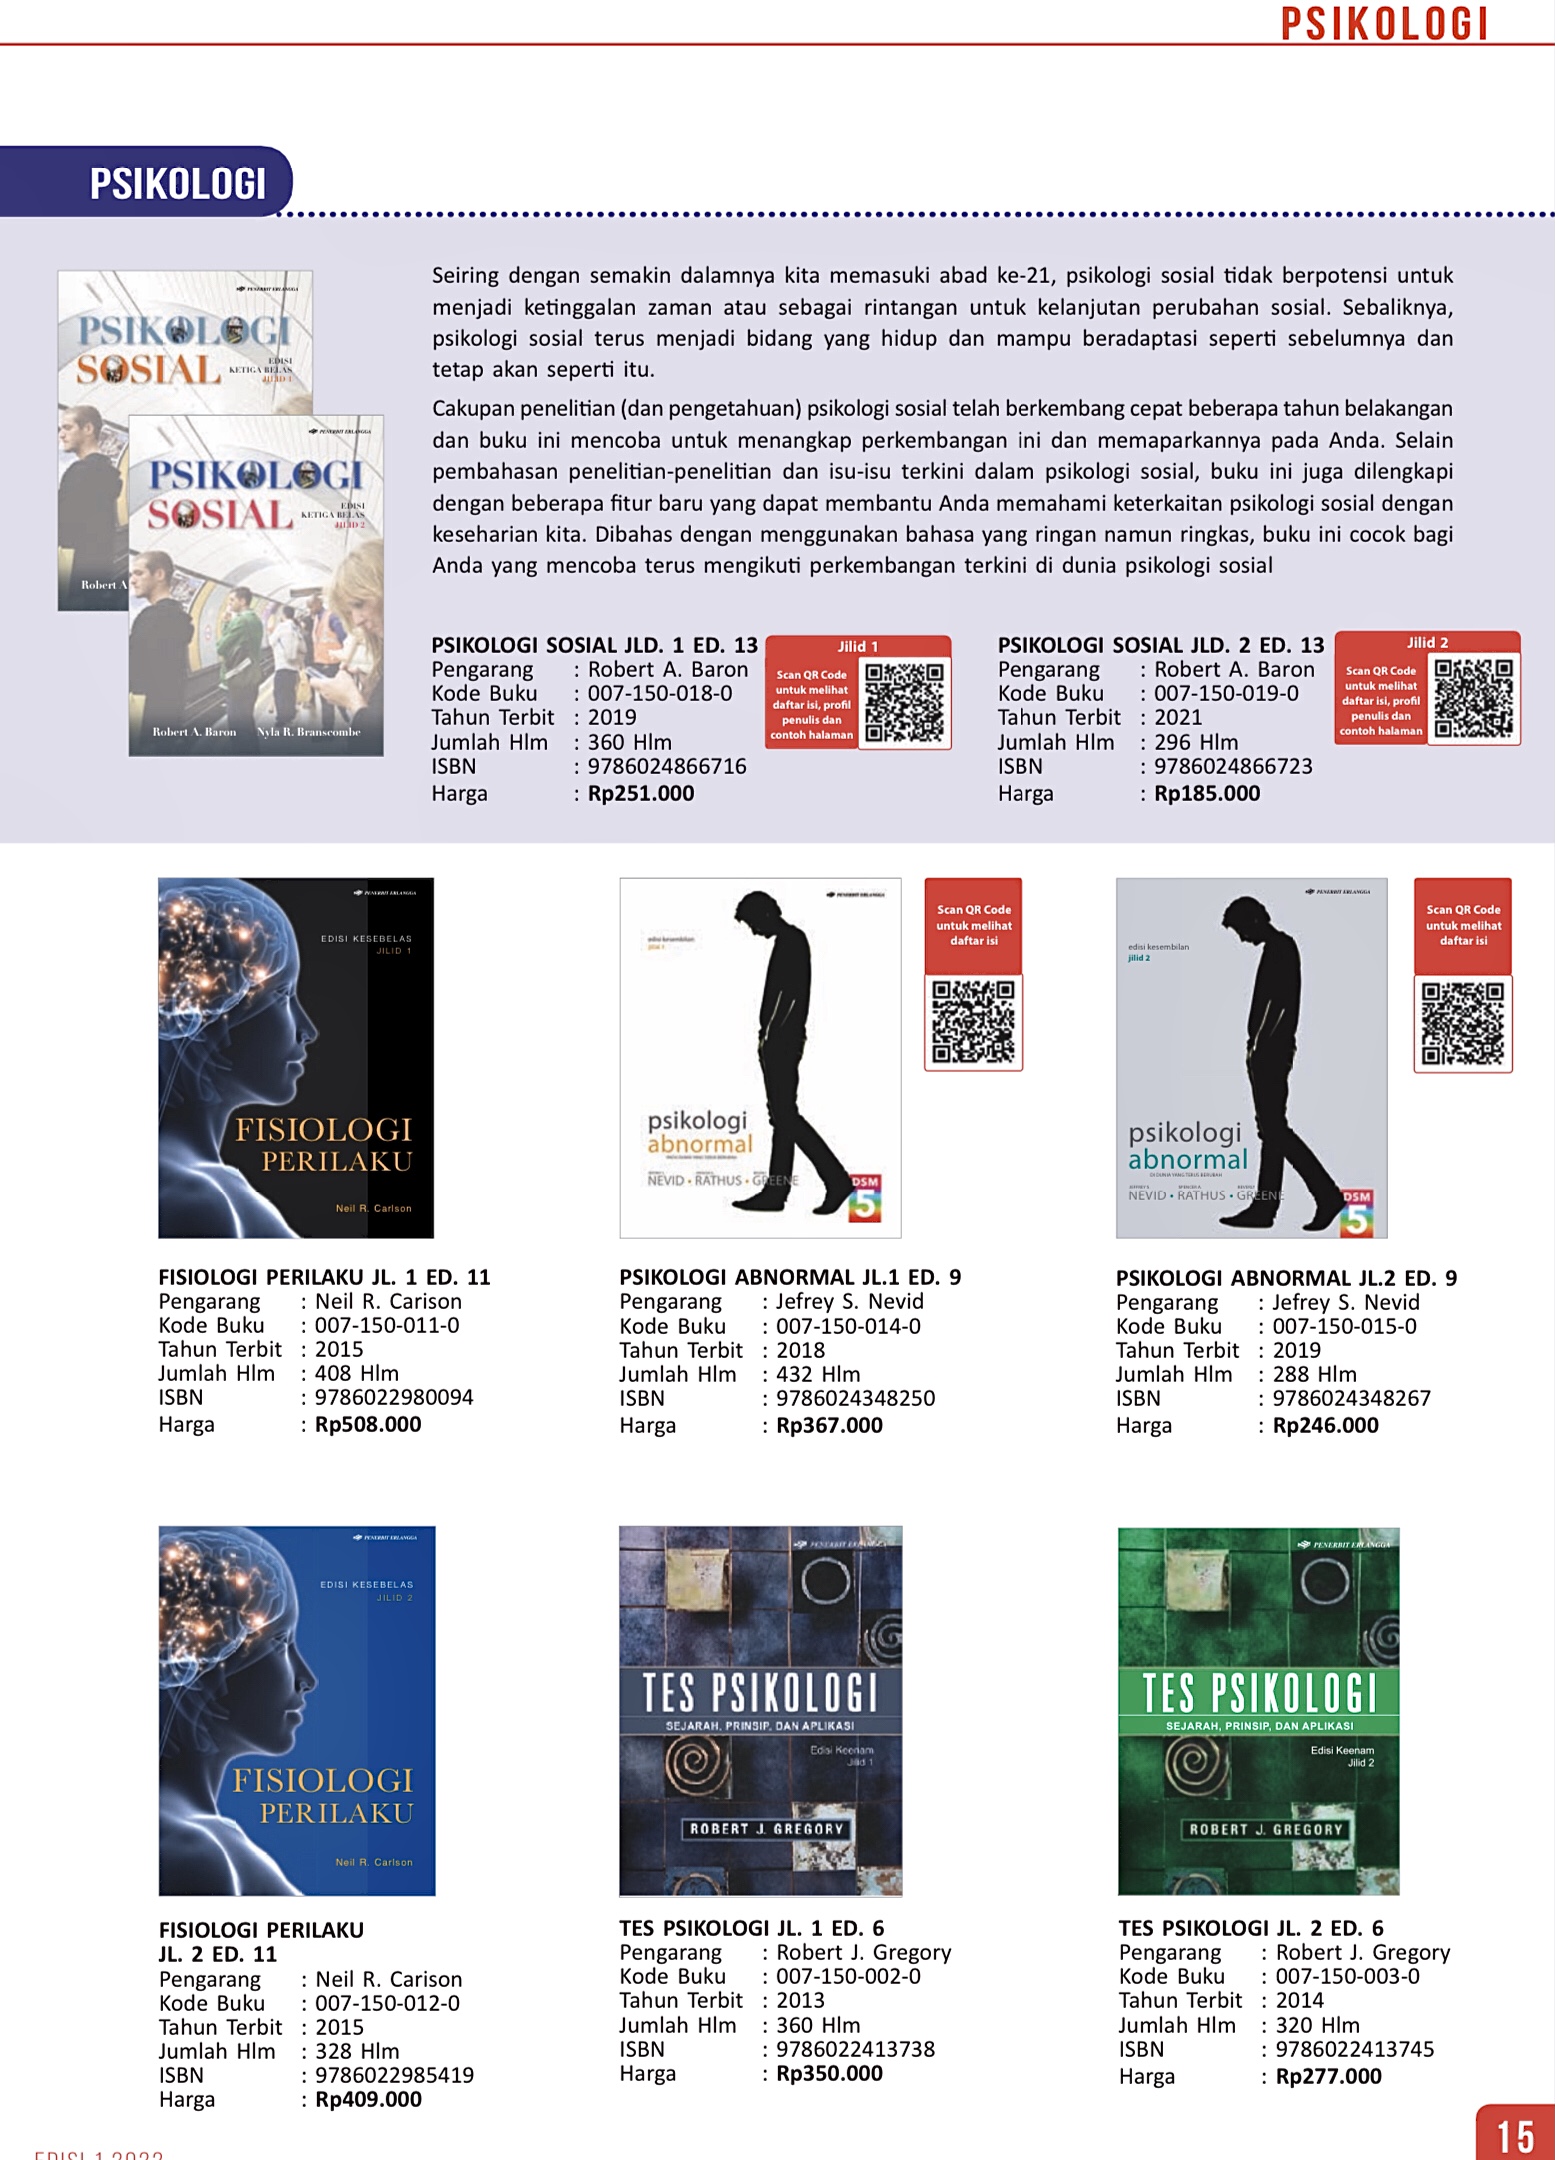 PSIKOLOGI
PSIKOLOGI
PENERBIT ERLANGGA
PSIKOLOGI
SOSIAL
EDISI
KETIGA BELAS
JILID 1
Robert A
PENERBIT ERLANGGA
PSIKOLOGI
SOSIAL
EDISI
KETIGA BELAS
JILID 2
Robert A. Baron Nyla R. Branscombe
Seiring dengan semakin dalamnya kita memasuki abad ke-21, psikologi sosial tidak berpotensi untuk
menjadi ketinggalan zaman atau sebagai rintangan untuk kelanjutan perubahan sosial. Sebaliknya,
psikologi sosial terus menjadi bidang yang hidup dan mampu beradaptasi seperti sebelumnya dan
tetap akan seperti itu.
Cakupan penelitian (dan pengetahuan) psikologi sosial telah berkembang cepat beberapa tahun belakangan
dan buku ini mencoba untuk menangkap perkembangan ini dan memaparkannya pada Anda. Selain
pembahasan penelitian-penelitian dan isu-isu terkini dalam psikologi sosial, buku ini juga dilengkapi
dengan beberapa fitur baru yang dapat membantu Anda memahami keterkaitan psikologi sosial dengan
keseharian kita. Dibahas dengan menggunakan bahasa yang ringan namun ringkas, buku ini cocok bagi
Anda yang mencoba terus mengikuti perkembangan terkini di dunia psikologi sosial
PSIKOLOGI SOSIAL JLD. 1 ED. 13
Pengarang : Robert A. Baron
Kode Buku : 007-150-018-0
Tahun Terbit : 2019
Jumlah Hlm : 360 Hlm
ISBN : 9786024866716
Harga : Rp251.000
Jilid 1
Scan QR Code
untuk melihat
daftar isi, profil
penulis dan
contoh halaman
PSIKOLOGI SOSIAL JLD. 2 ED. 13
Pengarang : Robert A. Baron
Kode Buku : 007-150-019-0
Tahun Terbit : 2021
Jumlah Hlm : 296 Hlm
ISBN : 9786024866723
Harga : Rp185.000
Jilid 2
Scan QR Code
untuk melihat
daftar isi, profil
penulis dan
contoh halaman
PENERBIT ERLANGGA
EDISI KESEBELAS
JILID 1
FISIOLOGI
PERILAKU
Neil R. Carlson
FISIOLOGI PERILAKU JL. 1 ED. 11
Pengarang : Neil R. Carison
Kode Buku : 007-150-011-0
Tahun Terbit : 2015
Jumlah Hlm : 408 Hlm
ISBN : 9786022980094
Harga : Rp508.000
PENERBIT ERLANGGA
edisi kesembilan
jilid 1
psikologi
abnormal
NEVID • RATHUS • GREENE
DSM
5
Scan QR Code
untuk melihat
daftar isi
PSIKOLOGI ABNORMAL JL.1 ED. 9
Pengarang : Jefrey S. Nevid
Kode Buku : 007-150-014-0
Tahun Terbit : 2018
Jumlah Hlm : 432 Hlm
ISBN : 9786024348250
Harga : Rp367.000
PENERBIT ERLANGGA
edisi kesembilan
jilid 2
psikologi
abnormal
DI DUNIA YANG TERUS BERUBAH
NEVID • RATHUS • GREENE
DSM
5
Scan QR Code
untuk melihat
daftar isi
PSIKOLOGI ABNORMAL JL.2 ED. 9
Pengarang : Jefrey S. Nevid
Kode Buku : 007-150-015-0
Tahun Terbit : 2019
Jumlah Hlm : 288 Hlm
ISBN : 9786024348267
Harga : Rp246.000
PENERBIT ERLANGGA
EDISI KESEBELAS
JILID 2
FISIOLOGI
PERILAKU
Neil R. Carlson
FISIOLOGI PERILAKU
JL. 2 ED. 11
Pengarang : Neil R. Carison
Kode Buku : 007-150-012-0
Tahun Terbit : 2015
Jumlah Hlm : 328 Hlm
ISBN : 9786022985419
Harga : Rp409.000
PENERBIT ERLANGGA
TES PSIKOLOGI
SEJARAH, PRINSIP, DAN APLIKASI
Edisi Keenam
Jilid 1
ROBERT J. GREGORY
TES PSIKOLOGI JL. 1 ED. 6
Pengarang : Robert J. Gregory
Kode Buku : 007-150-002-0
Tahun Terbit : 2013
Jumlah Hlm : 360 Hlm
ISBN : 9786022413738
Harga : Rp350.000
PENERBIT ERLANGGA
TES PSIKOLOGI
SEJARAH, PRINSIP, DAN APLIKASI
Edisi Keenam
Jilid 2
ROBERT J. GREGORY
TES PSIKOLOGI JL. 2 ED. 6
Pengarang : Robert J. Gregory
Kode Buku : 007-150-003-0
Tahun Terbit : 2014
Jumlah Hlm : 320 Hlm
ISBN : 9786022413745
Harga : Rp277.000
15